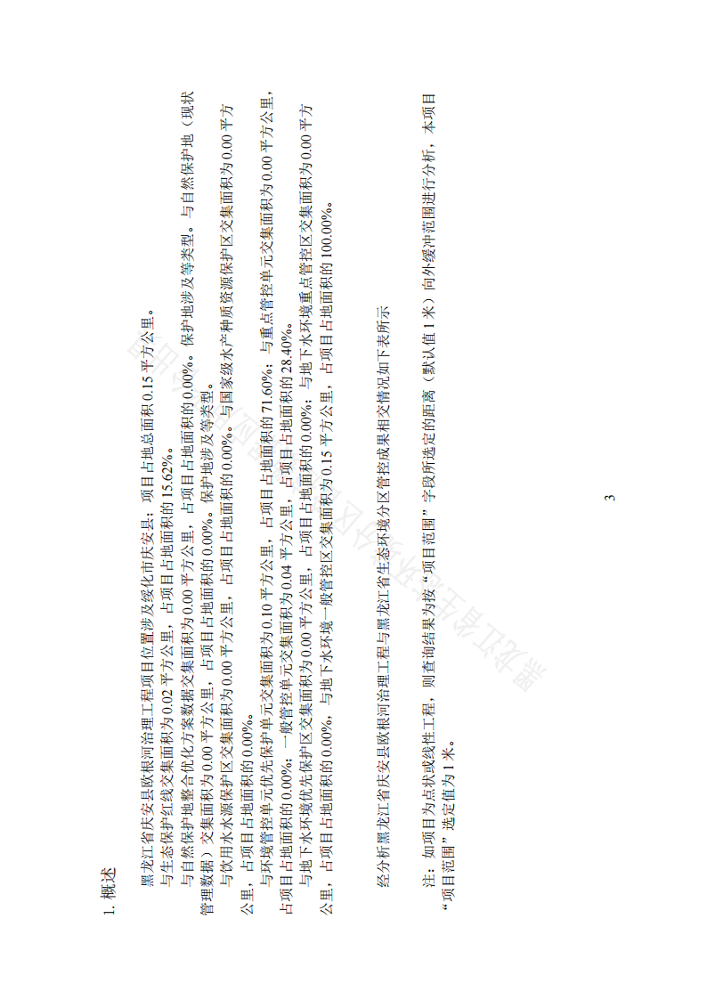 1. 概述
黑龙江省庆安县欧根河治理工程项目位置涉及绥化市庆安县；项目占地总面积 0.15 平方公里。
与生态保护红线交集面积为 0.02 平方公里，占项目占地面积的 15.62%。
与自然保护地整合优化方案数据交集面积为 0.00 平方公里，占项目占地面积的 0.00%。保护地涉及等类型。与自然保护地（现状
管理数据）交集面积为 0.00 平方公里，占项目占地面积的 0.00%。保护地涉及等类型。
与饮用水水源保护区交集面积为 0.00 平方公里，占项目占地面积的 0.00%。与国家级水产种质资源保护区交集面积为 0.00 平方
公里，占项目占地面积的 0.00%。
与环境管控单元优先保护单元交集面积为 0.10 平方公里，占项目占地面积的 71.60%；与重点管控单元交集面积为 0.00 平方公里，
占项目占地面积的 0.00%；一般管控单元交集面积为 0.04 平方公里，占项目占地面积的 28.40%。
与地下水环境优先保护区交集面积为 0.00 平方公里，占项目占地面积的 0.00%；与地下水环境重点管控区交集面积为 0.00 平方
公里，占项目占地面积的 0.00%，与地下水环境一般管控区交集面积为 0.15 平方公里，占项目占地面积的 100.00%。
经分析黑龙江省庆安县欧根河治理工程与黑龙江省生态环境分区管控成果相交情况如下表所示
注：如项目为点状或线性工程，则查询结果为按“项目范围”字段所选定的距离（默认值 1 米）向外缓冲范围进行分析，本项目
“项目范围”选定值为 1 米。
3